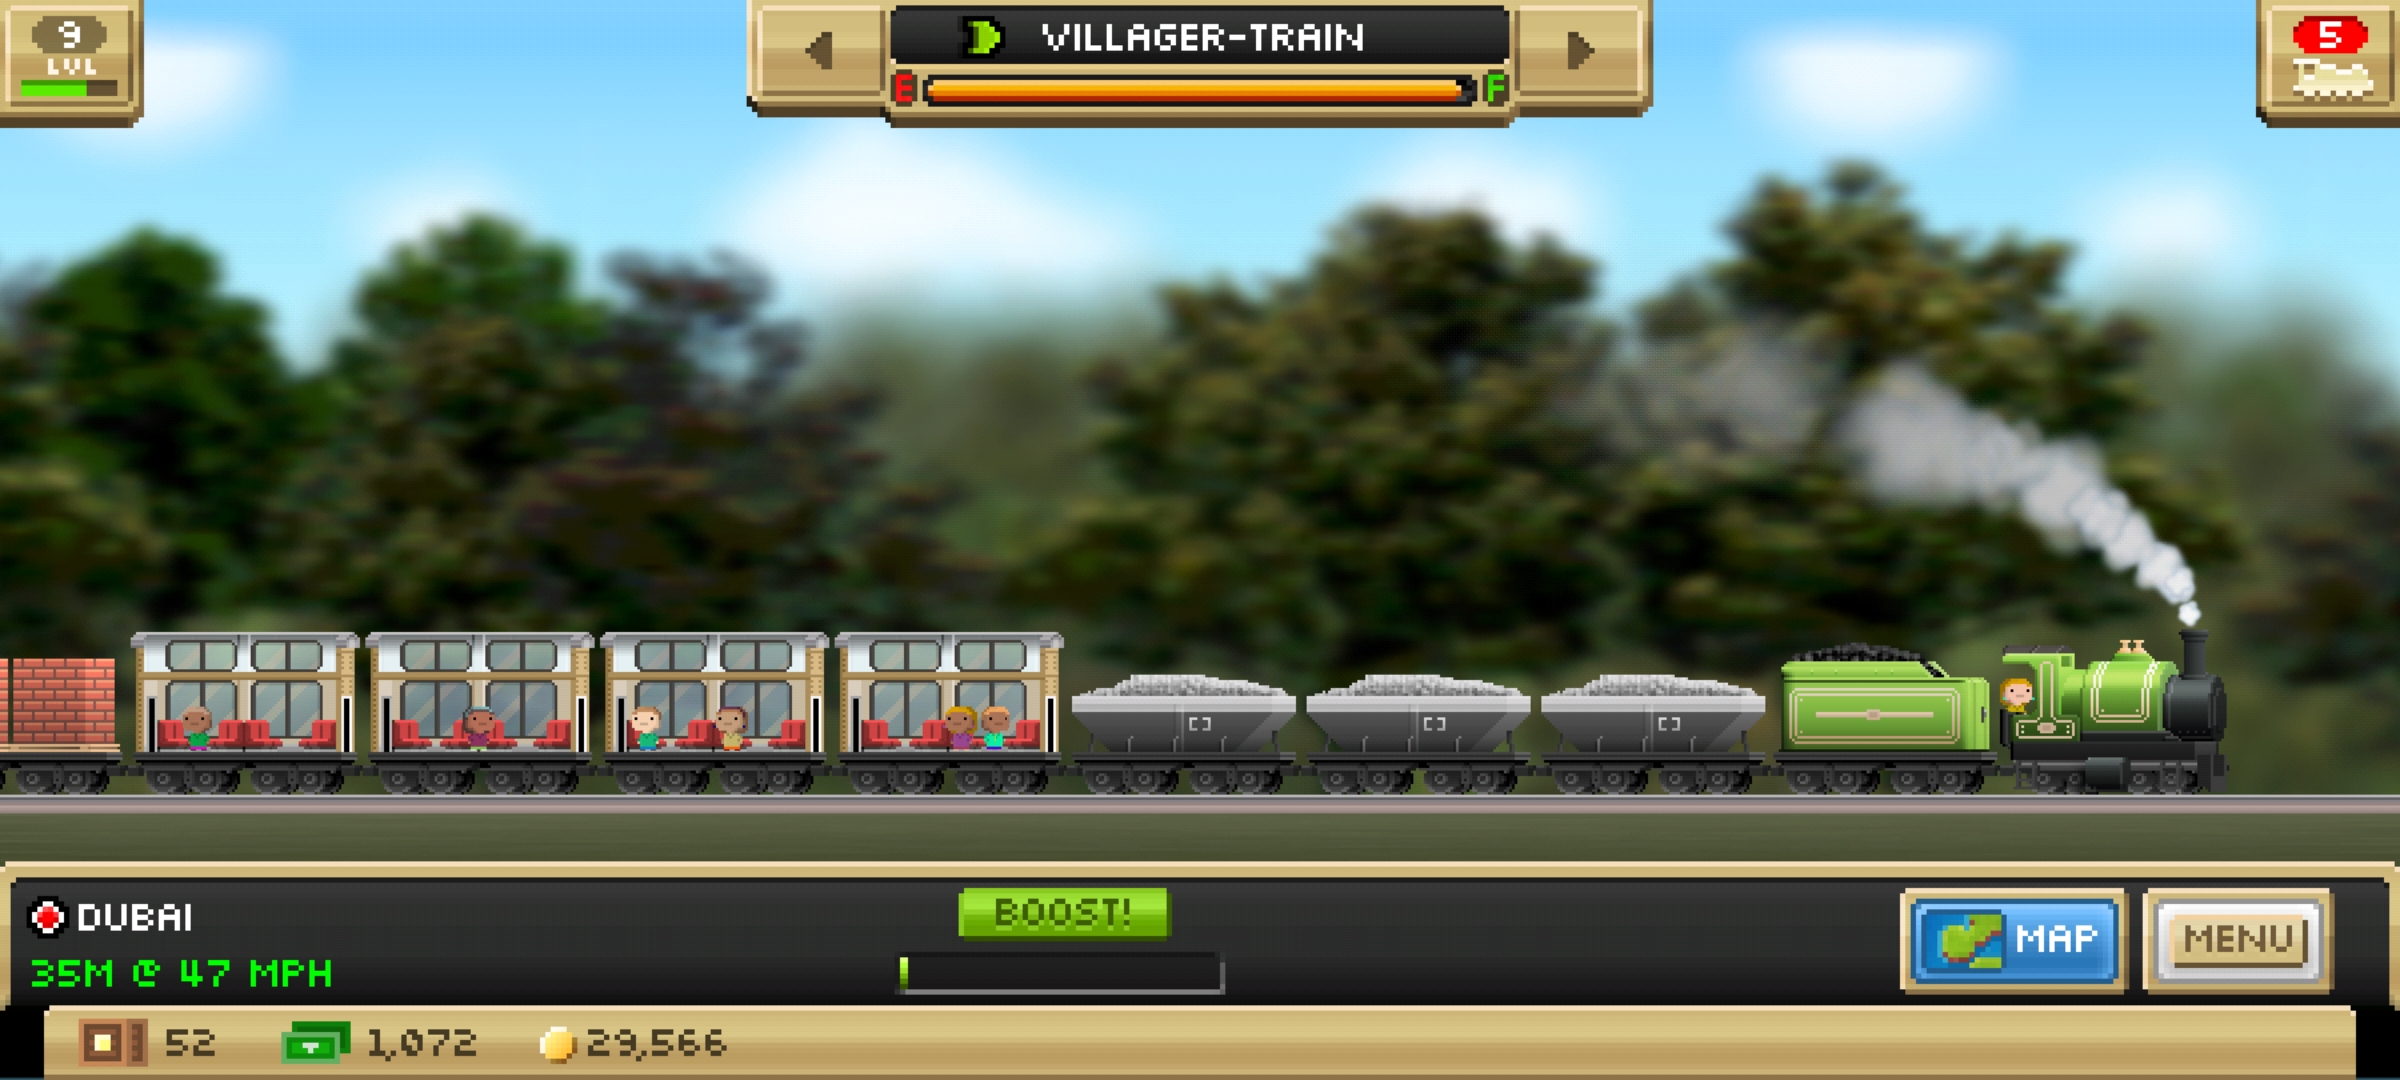 9
LVL
VILLAGER-TRAIN
E F
5
DUBAI
35M @ 47 MPH
BOOST!
MAP
MENU
52
1,072
29,566